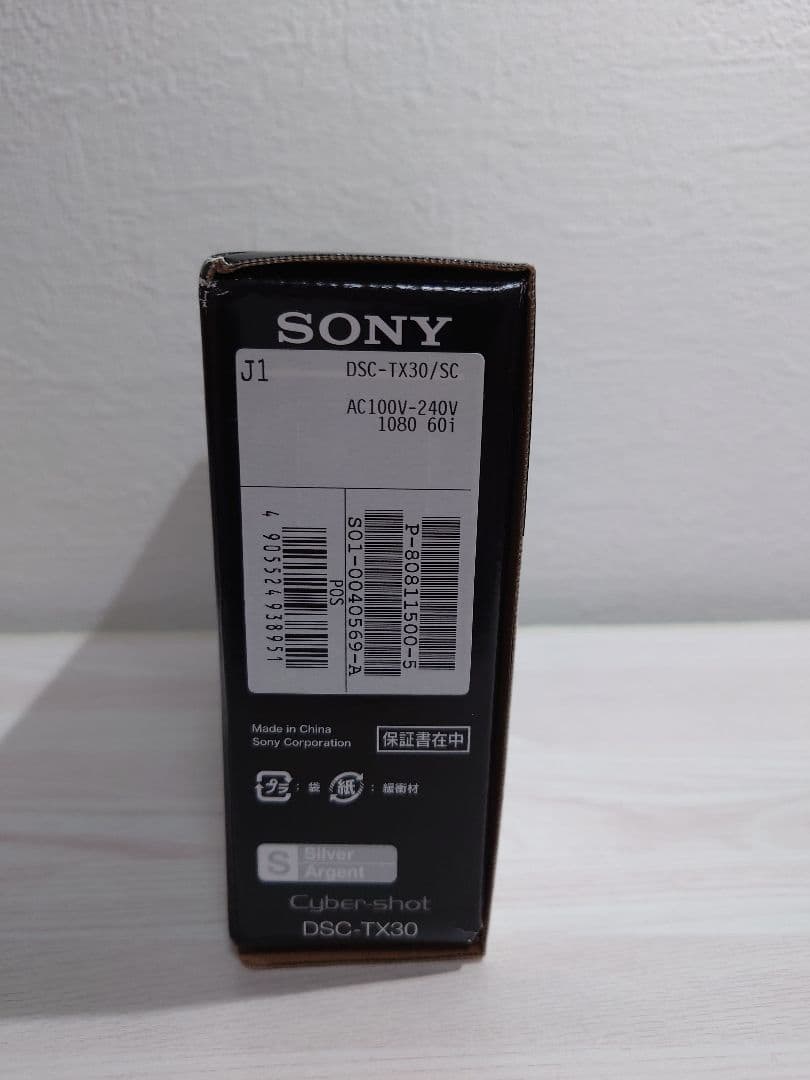 SONY
J1
DSC-TX30/SC
AC100V-240V
1080 60i
4 905524 938951
POS
S01-0040569-A
P-80811500-5
Made in China
Sony Corporation
保証書在中
プラ : 袋
紙 : 緩衝材
S
Silver
Argent
Cyber-shot
DSC-TX30